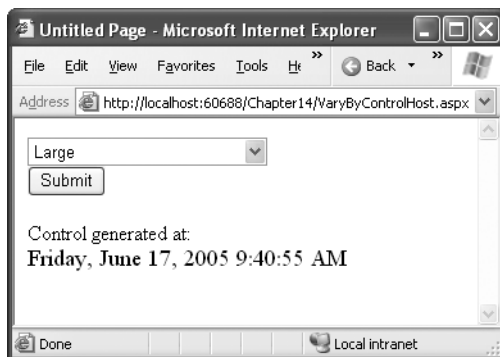 Untitled Page - Microsoft Internet Explorer
File Edit View Favorites Tools He » Back »
Address http://localhost:60688/Chapter14/VaryByControlHost.aspx
Large
Submit
Control generated at:
Friday, June 17, 2005 9:40:55 AM
Done Local intranet